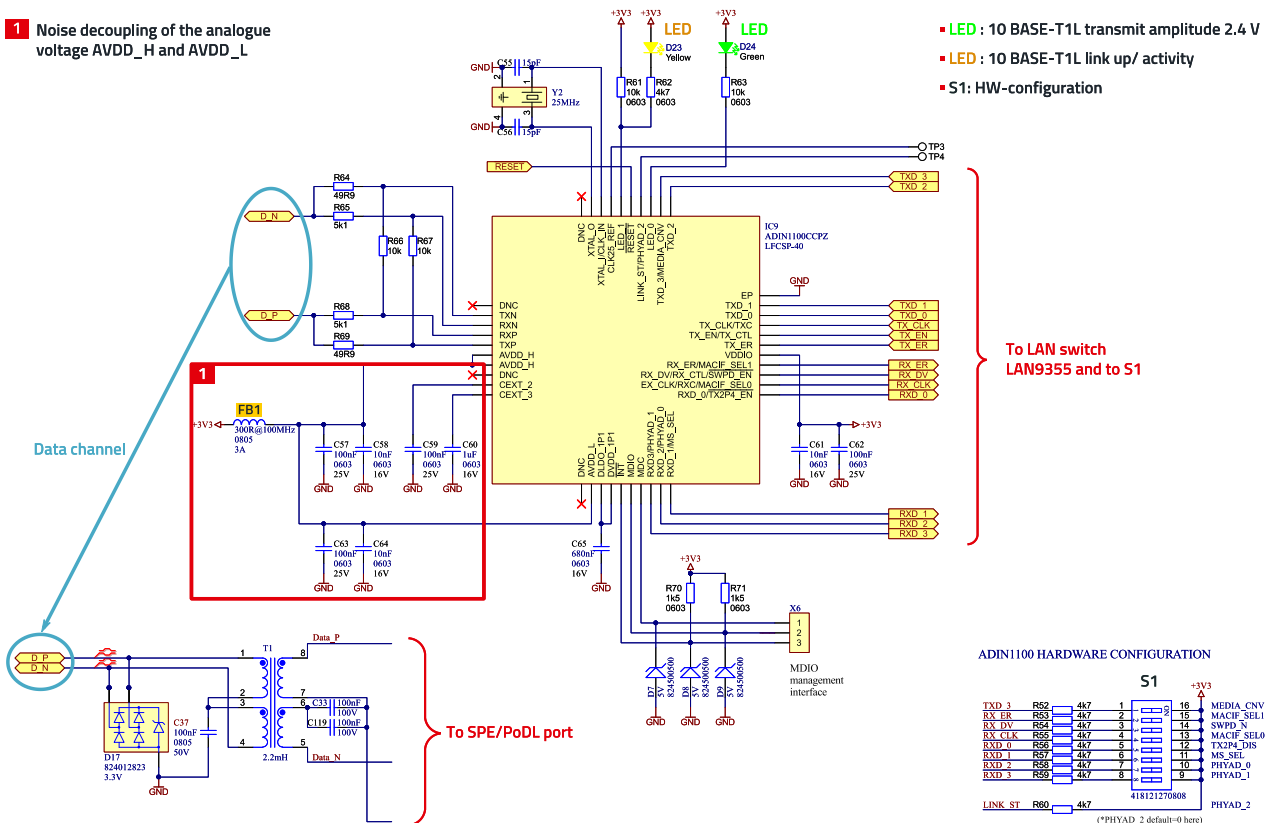 1
Noise decoupling of the analogue
voltage AVDD_H and AVDD_L
LED : 10 BASE-T1L transmit amplitude 2.4 V
LED : 10 BASE-T1L link up/ activity
S1: HW-configuration
+3V3
+3V3
+3V3
LED
LED
D23
Yellow
D24
Green
R61
10k
0603
R62
4k7
0603
R63
10k
0603
C55
15pF
GND
2
1
Y2
25MHz
4
3
GND
C56
15pF
RESET
TP3
TP4
TXD_3
TXD_2
R64
49R9
R65
5k1
R66
10k
R67
10k
R68
5k1
R69
49R9
D_N
D_P
Data channel
IC9
ADIN1100CCPZ
LFCSP-40
DNC
XTAL_O
XTAL_I/CLK_IN
CLK25_REF
LED_1
RESET
LINK_ST/PHYAD_2
LED_0
TXD_3/MEDIA_CNV
TXD_2
DNC
TXN
RXN
RXP
TXP
AVDD_H
AVDD_H
DNC
CEXT_2
CEXT_3
EP
TXD_1
TXD_0
TX_CLK/TXC
TX_EN/TX_CTL
TX_ER
VDDIO
RX_ER/MACIF_SEL1
RX_DV/RX_CTL/SWPD_EN
EX_CLK/RXC/MACIF_SEL0
RXD_0/TX2P4_EN
DNC
AVDD_L
DLDO_1P1
DVDD_1P1
INT
MDIO
MDC
RXD3/PHYAD_1
RXD_2/PHYAD_0
RXD_1/MS_SEL
GND
TXD_1
TXD_0
TX_CLK
TX_EN
TX_ER
RX_ER
RX_DV
RX_CLK
RXD_0
To LAN switch
LAN9355 and to S1
1
FB1
+3V3
300R@100MHz
0805
3A
C57
100nF
0603
25V
GND
C58
10nF
0603
16V
GND
C59
100nF
0603
25V
GND
C60
1uF
0603
16V
GND
C61
10nF
0603
16V
GND
C62
100nF
0603
25V
GND
+3V3
C63
100nF
0603
25V
GND
C64
10nF
0603
16V
GND
C65
680nF
0603
16V
GND
RXD_1
RXD_2
RXD_3
+3V3
R70
1k5
0603
R71
1k5
0603
X6
1
2
3
MDIO
management
interface
D7
5V
824500500
GND
D8
5V
824500500
GND
D9
5V
824500500
GND
D_P
D_N
D17
824012823
3.3V
C37
100nF
0805
50V
GND
T1
1
2
3
4
8
7
6
5
2.2mH
Data_P
C33
100nF
100V
C119
100nF
100V
Data_N
To SPE/PoDL port
ADIN1100 HARDWARE CONFIGURATION
S1
+3V3
TXD_3 R52 4k7 1 16 MEDIA_CNV
RX_ER R53 4k7 2 15 MACIF_SEL1
RX_DV R54 4k7 3 14 SWPD_N
RX_CLK R55 4k7 4 13 MACIF_SEL0
RXD_0 R56 4k7 5 12 TX2P4_DIS
RXD_1 R57 4k7 6 11 MS_SEL
RXD_2 R58 4k7 7 10 PHYAD_0
RXD_3 R59 4k7 8 9 PHYAD_1
ON
418121270808
LINK_ST R60 4k7 PHYAD_2
(*PHYAD_2 default=0 here)